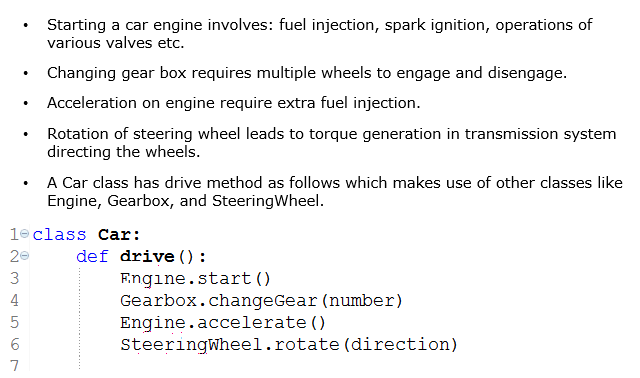 • Starting a car engine involves: fuel injection, spark ignition, operations of
various valves etc.
• Changing gear box requires multiple wheels to engage and disengage.
• Acceleration on engine require extra fuel injection.
• Rotation of steering wheel leads to torque generation in transmission system
directing the wheels.
• A Car class has drive method as follows which makes use of other classes like
Engine, Gearbox, and SteeringWheel.
1 class Car:
2     def drive():
3         Engine.start()
4         Gearbox.changeGear(number)
5         Engine.accelerate()
6         SteeringWheel.rotate(direction)
7